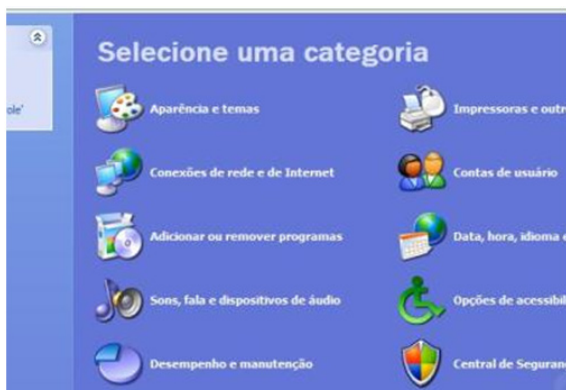 ole'
Selecione uma categoria
Aparência e temas
Impressoras e outr
Conexões de rede e de Internet
Contas de usuário
Adicionar ou remover programas
Data, hora, idioma
Sons, fala e dispositivos de áudio
Opções de acessibil
Desempenho e manutenção
Central de Seguran